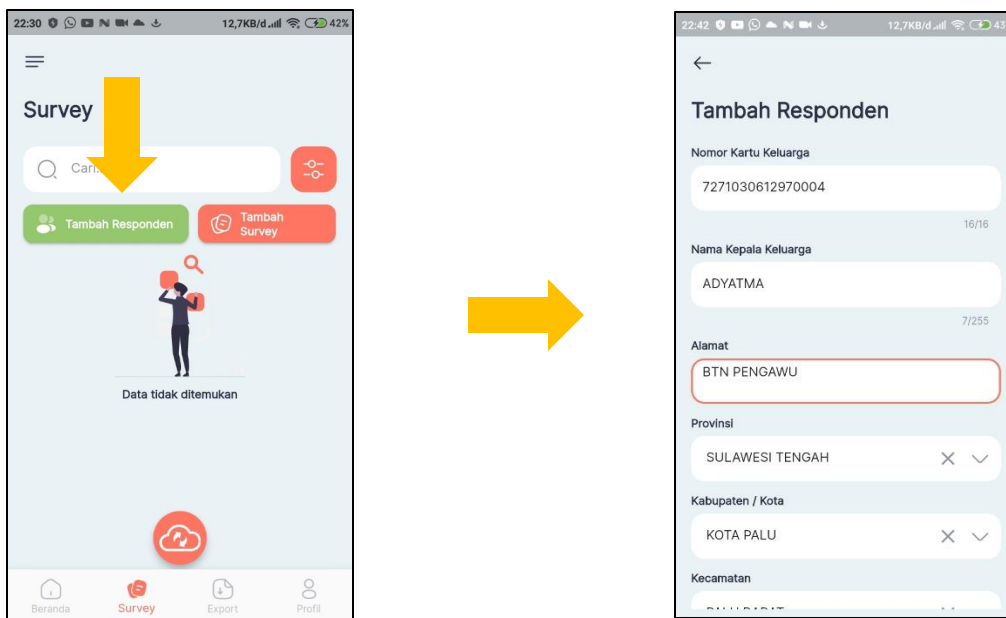 22:30
12,7KB/d
42%
Survey
Cari..
Tambah Responden
Tambah
Survey
Data tidak ditemukan
Beranda
Survey
Export
Profil
22:42
12,7KB/d
43
Tambah Responden
Nomor Kartu Keluarga
7271030612970004
16/16
Nama Kepala Keluarga
ADYATMA
7/255
Alamat
BTN PENGAWU
Provinsi
SULAWESI TENGAH
Kabupaten / Kota
KOTA PALU
Kecamatan